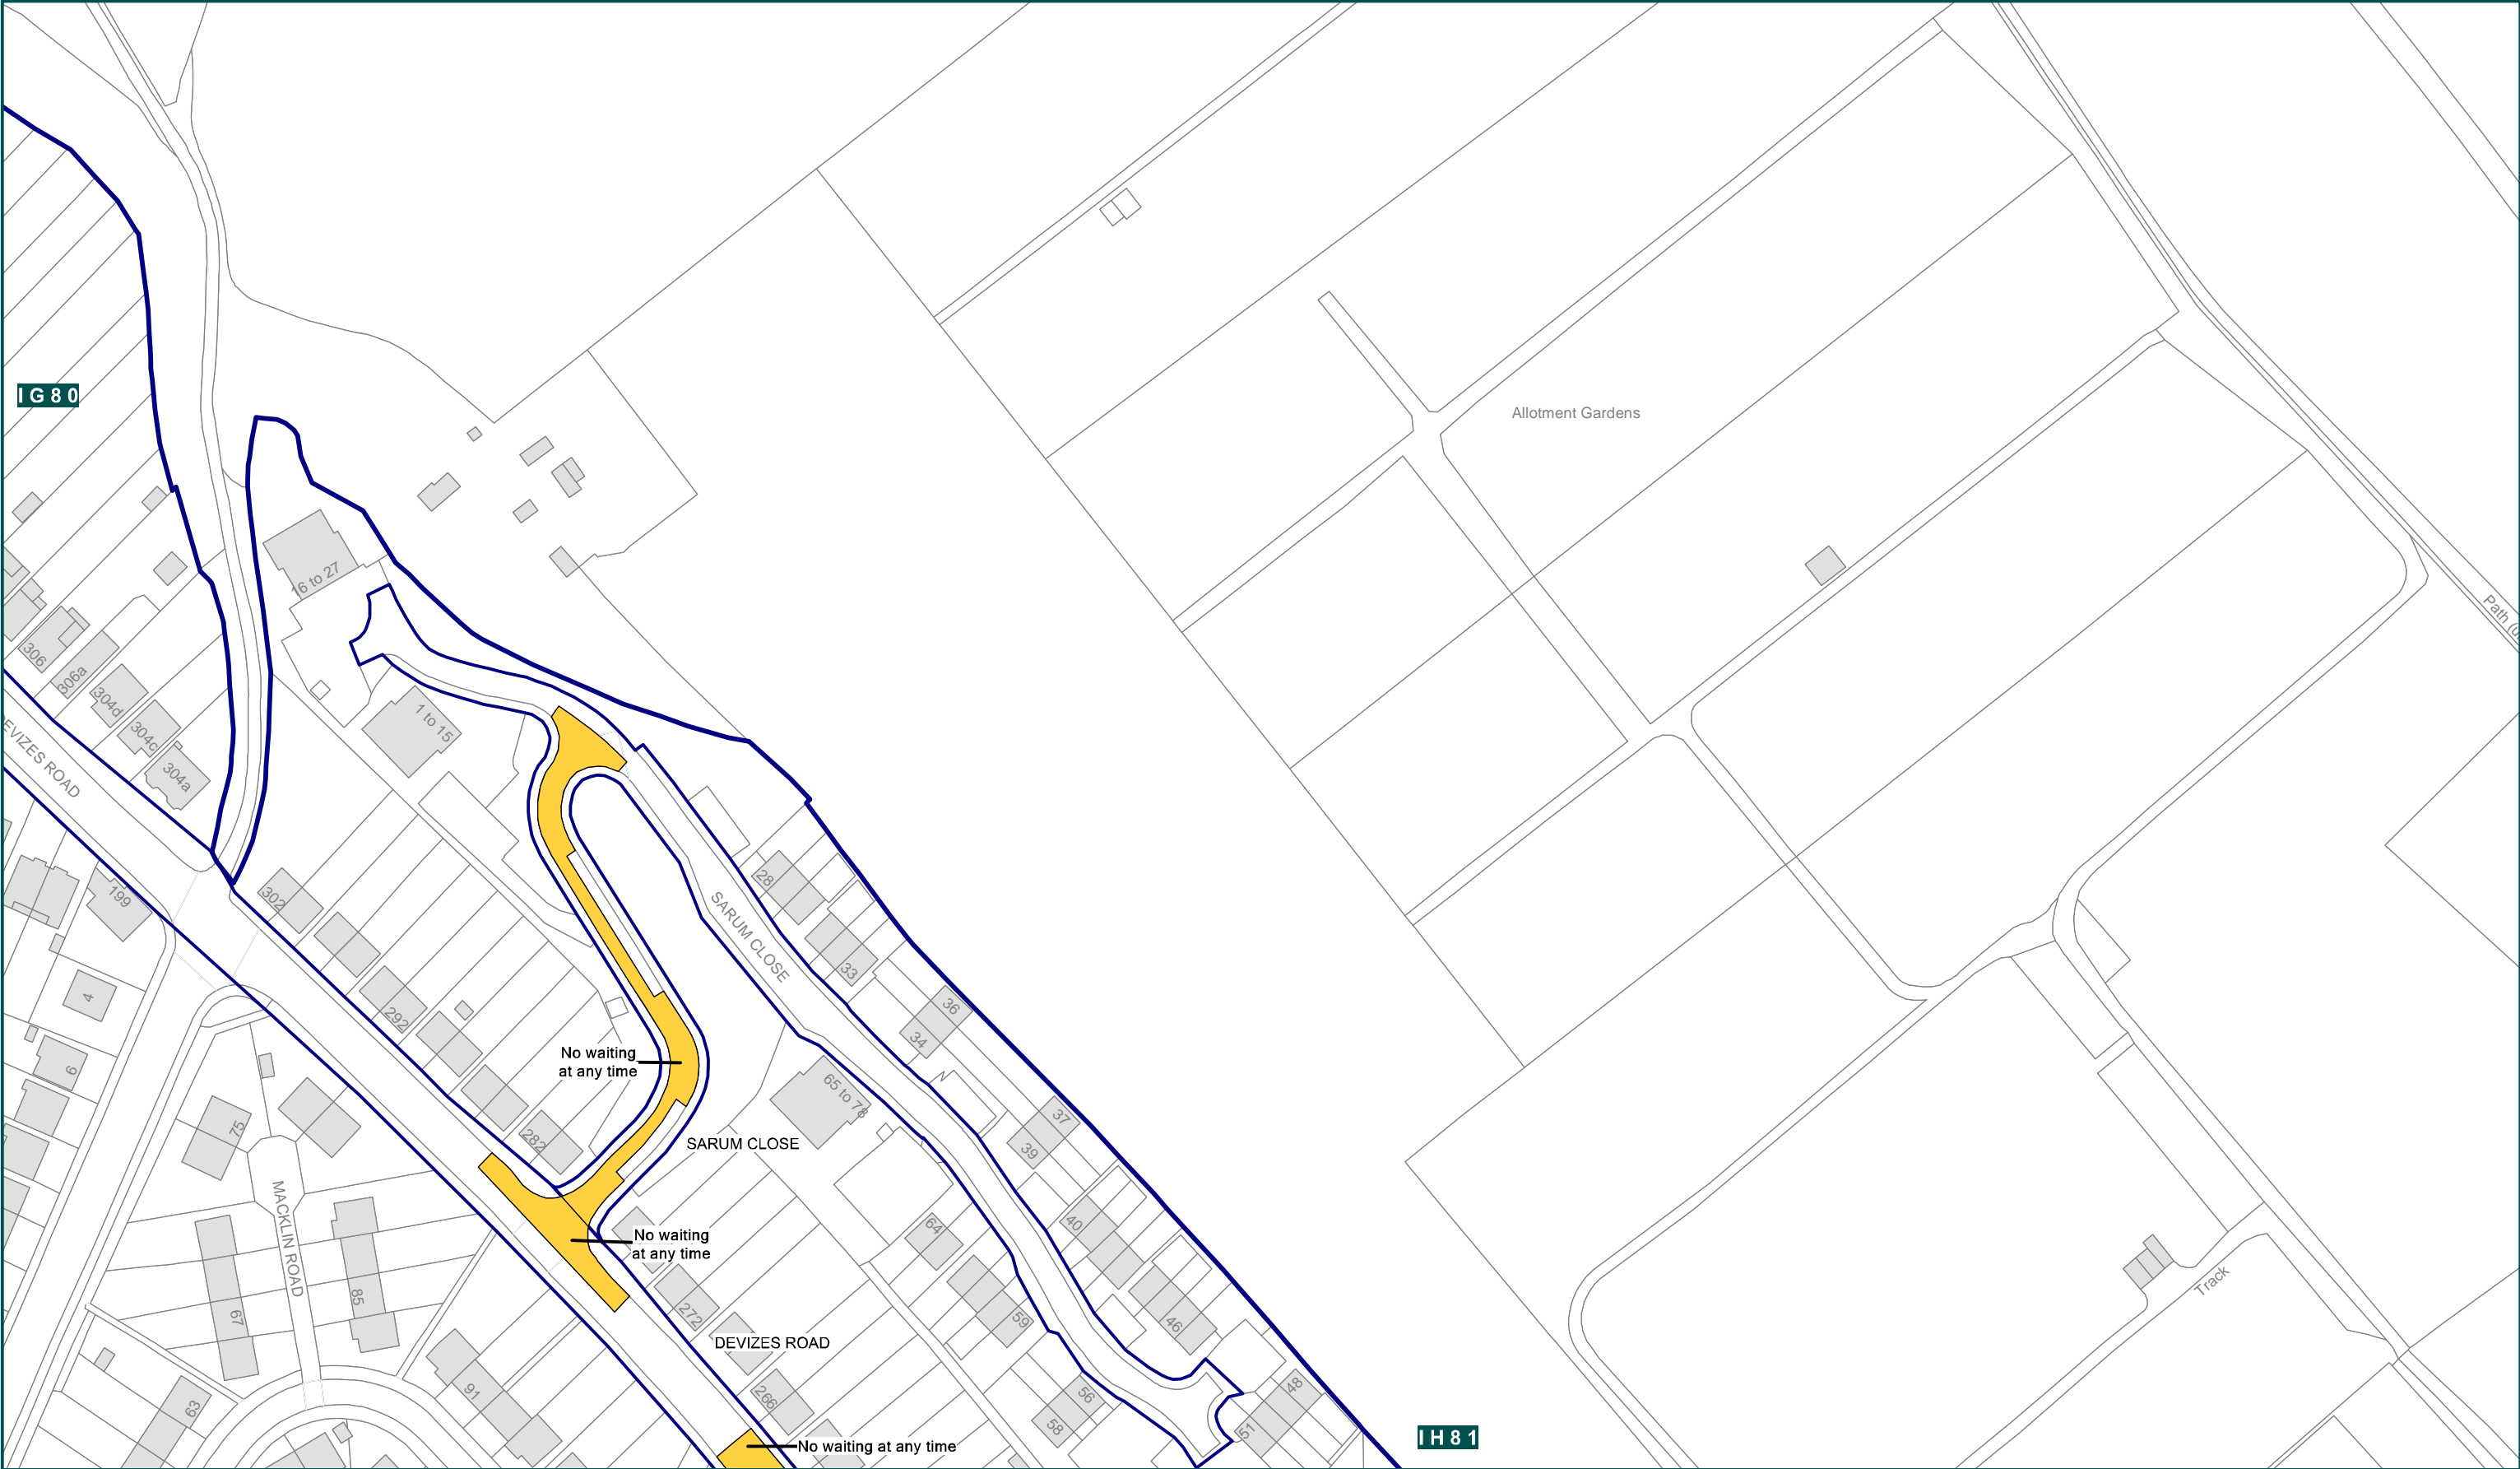 IG80
Allotment Gardens
16 to 27
306
306a
304d
304c
304a
1 to 15
DEVIZES ROAD
Track
199
302
28
SARUM CLOSE
33
4
292
36
34
6
No waiting
at any time
65 to 78
37
39
75
282
SARUM CLOSE
MACKLIN ROAD
No waiting
at any time
64
40
67
85
272
59
46
DEVIZES ROAD
91
266
63
56
58
48
51
No waiting at any time
IH81
Path